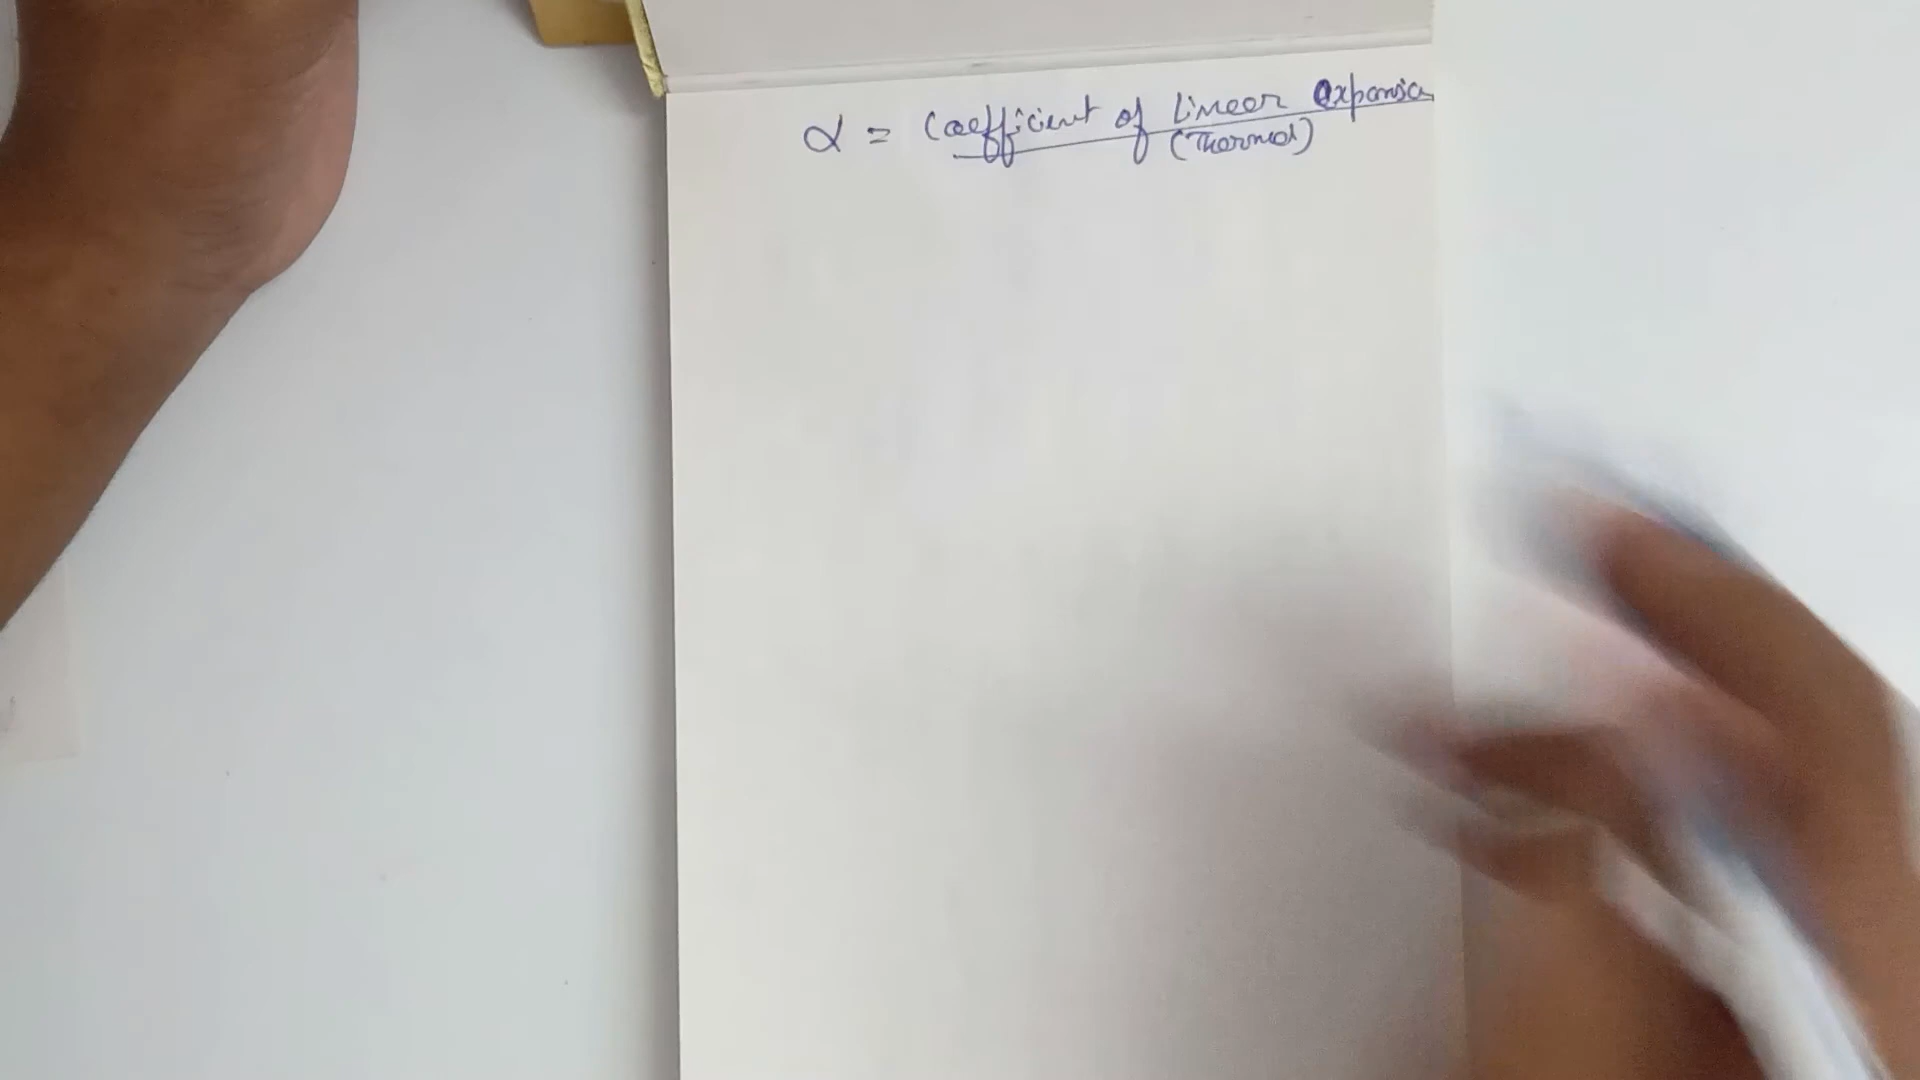 α = Coefficient of Linear Expansion
(Thermal)